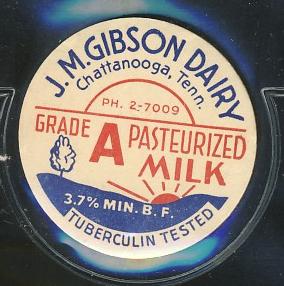 J.M. GIBSON DAIRY
Chattanooga, Tenn.
PH. 2-7009
GRADE A PASTEURIZED
MILK
3.7% MIN. B.F.
TUBERCULIN TESTED